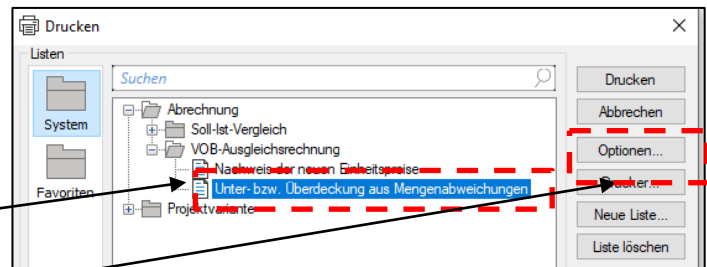 Drucken
Listen
System
Favoriten
Suchen
Abrechnung
Soll-Ist-Vergleich
VOB-Ausgleichsrechnung
Nachweis der neuen Einheitspreise
Unter- bzw. Überdeckung aus Mengenabweichungen
Projektvariante
Drucken
Abbrechen
Optionen...
Drucker...
Neue Liste...
Liste löschen